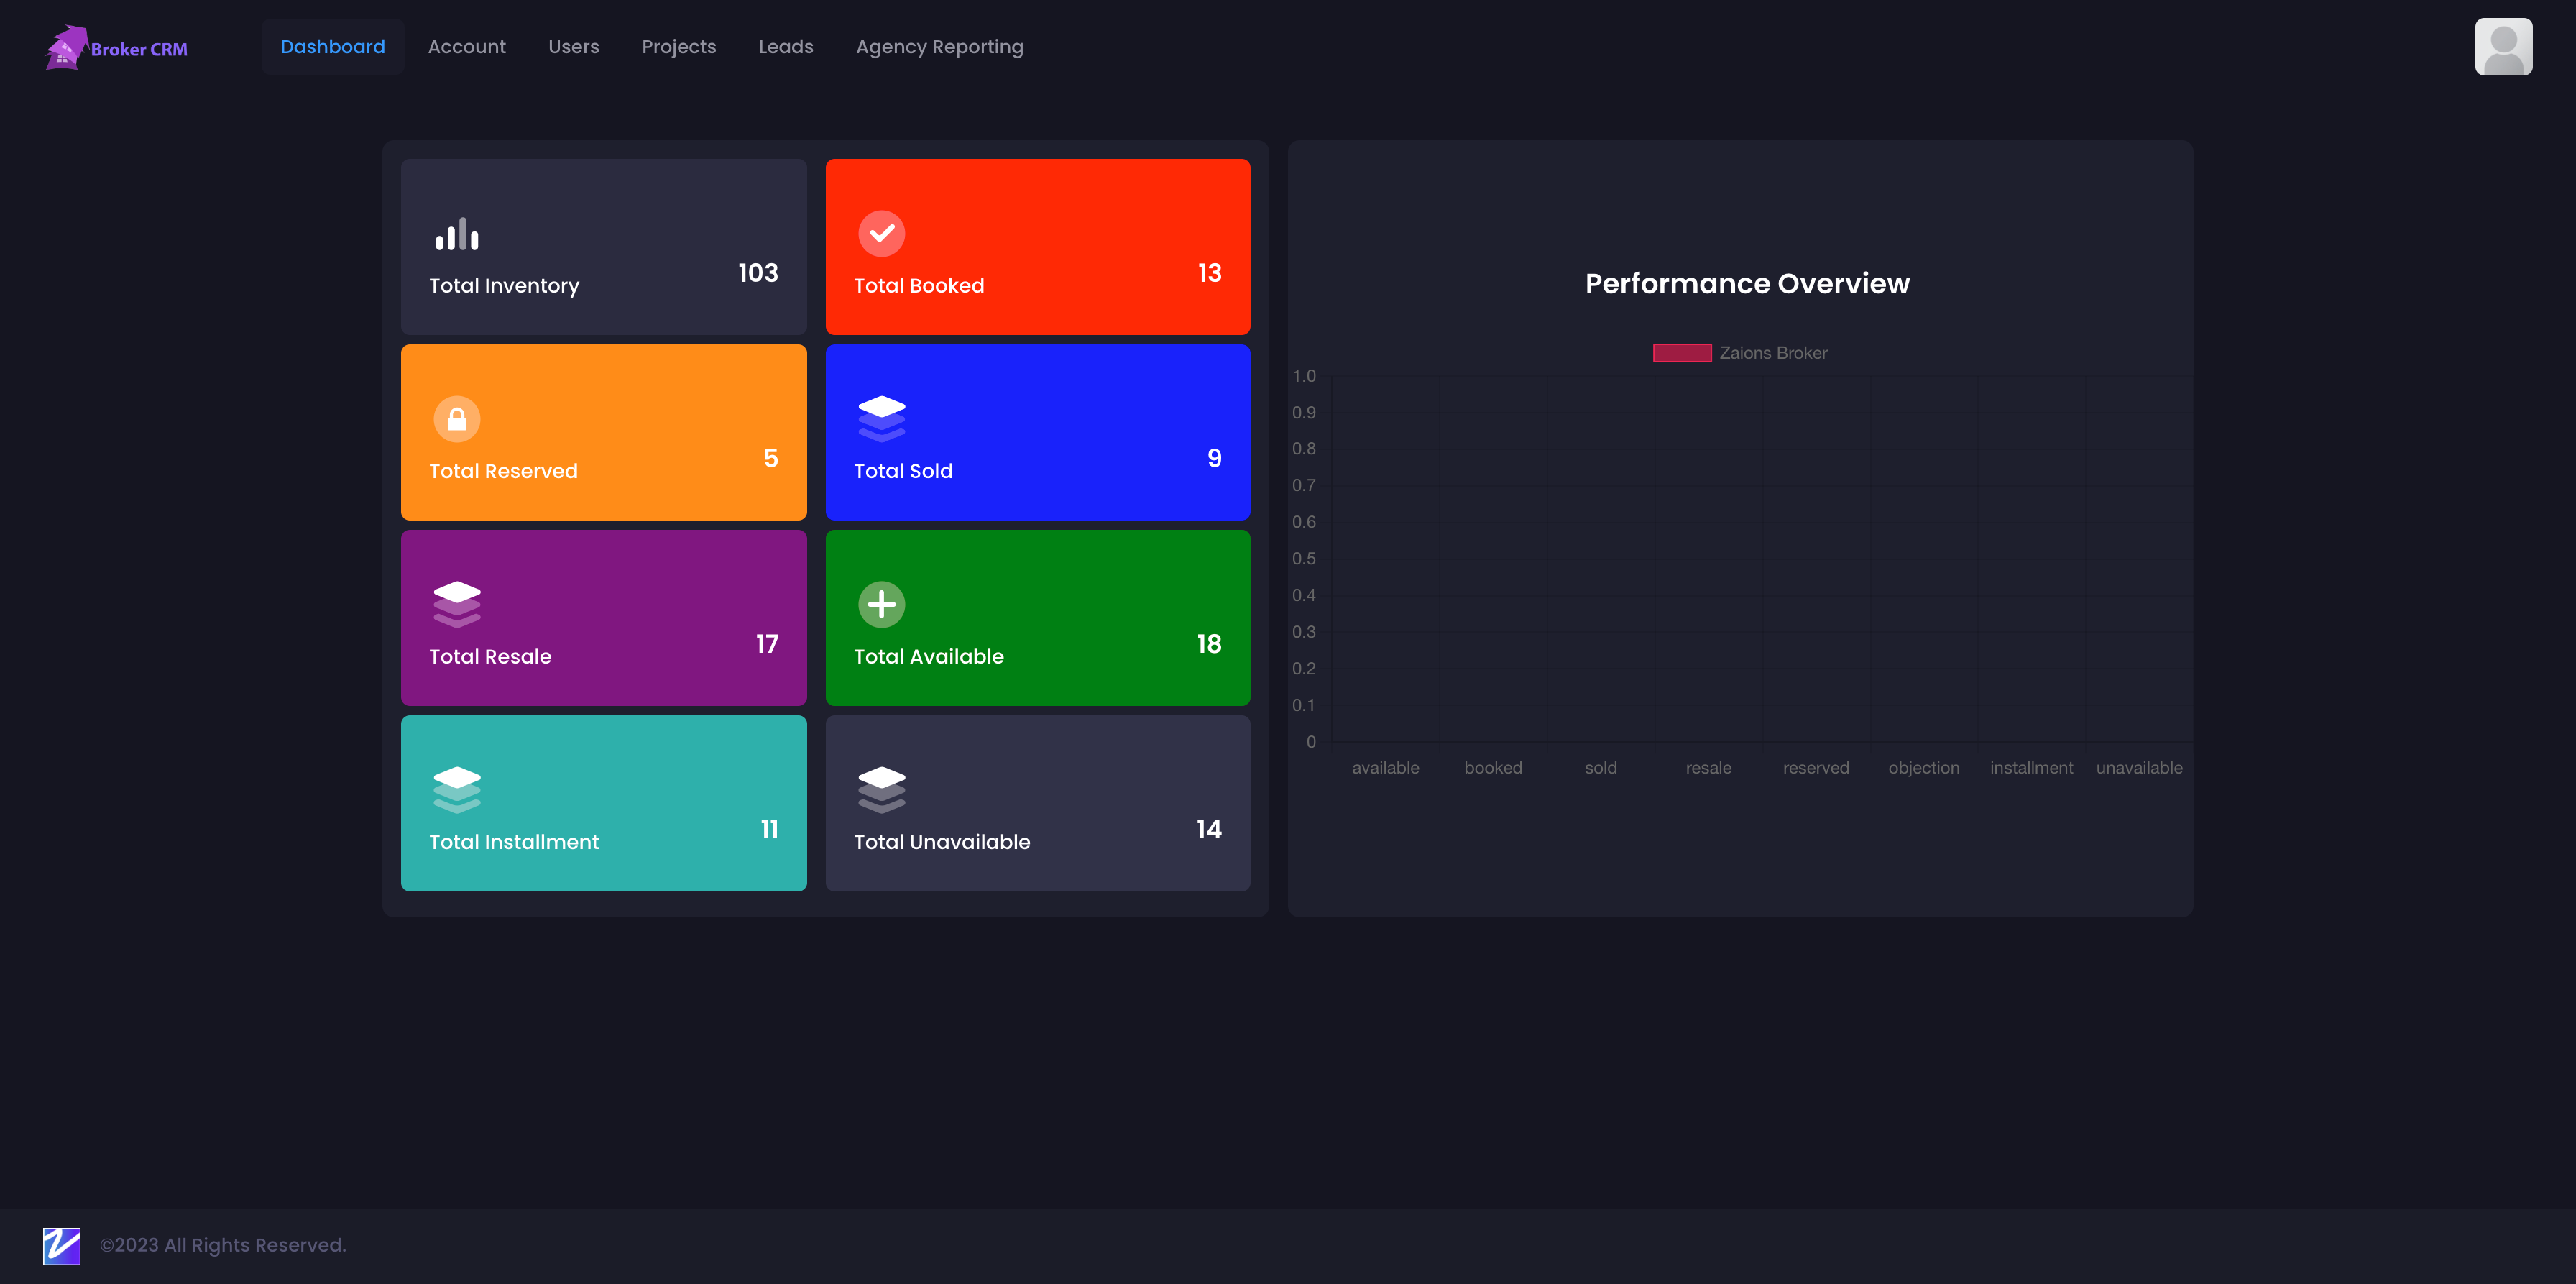 Broker CRM
Dashboard
Account
Users
Projects
Leads
Agency Reporting
Total Inventory
103
Total Booked
13
Total Reserved
5
Total Sold
9
Total Resale
17
Total Available
18
Total Installment
11
Total Unavailable
14
Performance Overview
Zaions Broker
1.0
0.9
0.8
0.7
0.6
0.5
0.4
0.3
0.2
0.1
0
available
booked
sold
resale
reserved
objection
installment
unavailable
©2023 All Rights Reserved.